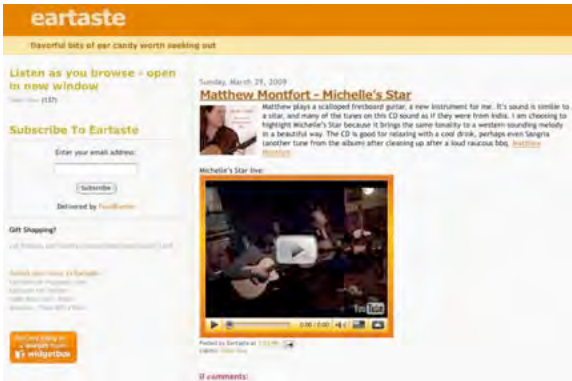 eartaste
flavorful bits of ear candy worth seeking out
Listen as you browse - open
in new window
(137)
Subscribe To Eartaste
Enter your email address:
Subscribe
Delivered by FeedBurner
Gift Shopping?
widgetbox
Sunday, March 29, 2009
Matthew Montfort - Michelle's Star
Matthew plays a scalloped fretboard guitar, a new instrument for me. It's sound is similar to
a sitar, and many of the tunes on this CD sound as if they were from India. I am choosing to
highlight Michelle's Star because it brings the same tonality to a western-sounding melody
in a beautiful way. The CD is good for relaxing with a cool drink, perhaps even Sangria
(another tune from the album) after cleaning up after a loud raucous bbq. Matthew
Montfort
Michelle's Star live:
YouTube
0:00 / 0:00
Posted by Eartaste at
0 comments: